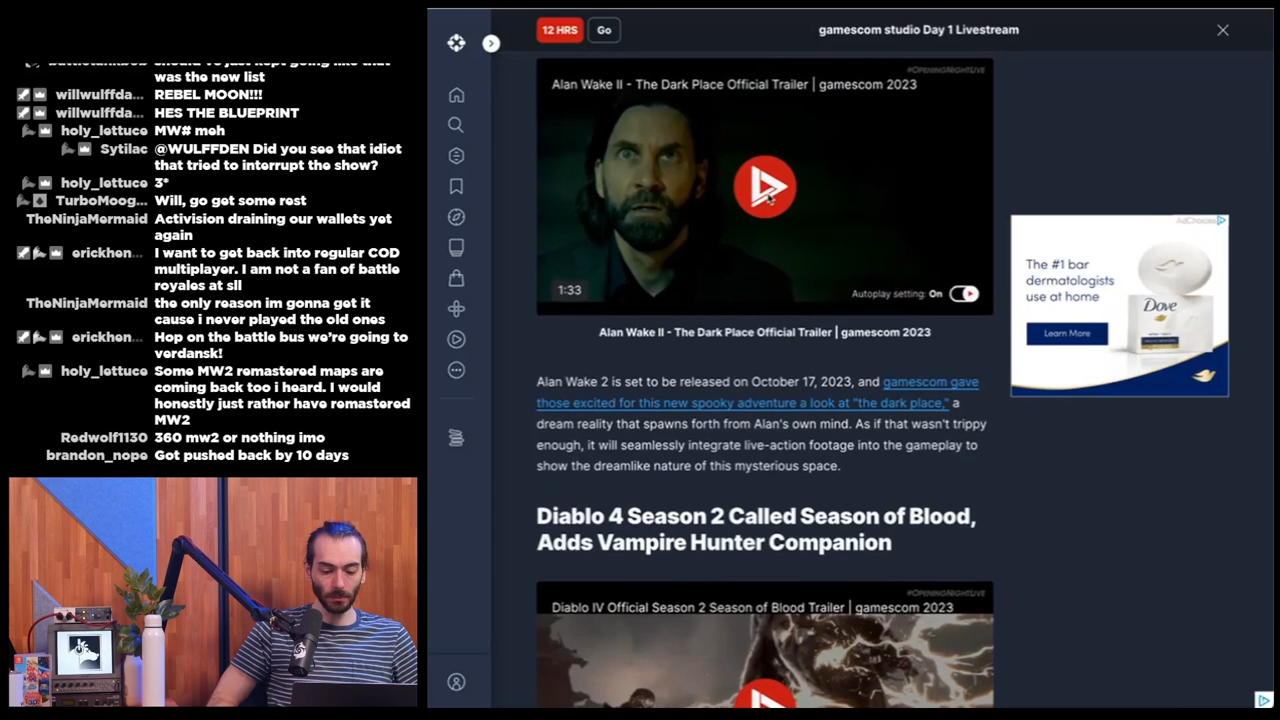 was the new list
willwulffda... REBEL MOON!!!
willwulffda... HES THE BLUEPRINT
holy_lettuce MW# meh
Sytilac @WULFFDEN Did you see that idiot
that tried to interrupt the show?
holy_lettuce 3*
TurboMoog... Will, go get some rest
TheNinjaMermaid Activision draining our wallets yet
again
erickhen... I want to get back into regular COD
multiplayer. I am not a fan of battle
royales at sll
TheNinjaMermaid the only reason im gonna get it
cause i never played the old ones
erickhen... Hop on the battle bus we're going to
verdansk!
holy_lettuce Some MW2 remastered maps are
coming back too i heard. I would
honestly just rather have remastered
MW2
Redwolf1130 360 mw2 or nothing imo
brandon_nope Got pushed back by 10 days
12 HRS Go gamescom studio Day 1 Livestream
#OPENINGNIGHTLIVE
Alan Wake II - The Dark Place Official Trailer | gamescom 2023
1:33
Autoplay setting: On
Alan Wake II - The Dark Place Official Trailer | gamescom 2023
Alan Wake 2 is set to be released on October 17, 2023, and gamescom gave
those excited for this new spooky adventure a look at "the dark place," a
dream reality that spawns forth from Alan's own mind. As if that wasn't trippy
enough, it will seamlessly integrate live-action footage into the gameplay to
show the dreamlike nature of this mysterious space.
Diablo 4 Season 2 Called Season of Blood,
Adds Vampire Hunter Companion
#OPENINGNIGHTLIVE
Diablo IV Official Season 2 Season of Blood Trailer | gamescom 2023
AdChoices
The #1 bar
dermatologists
use at home
Learn More
Dove